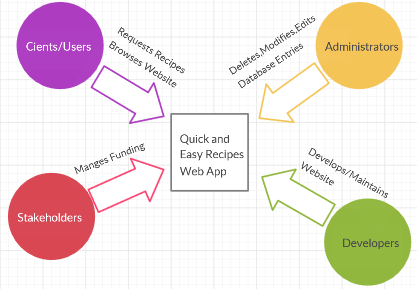 Cients/Users
Requests Recipes
Browses Website
Deletes,Modifies,Edits
Database Entries
Administrators
Quick and
Easy Recipes
Web App
Manges Funding
Stakeholders
Develops/Maintains
Website
Developers